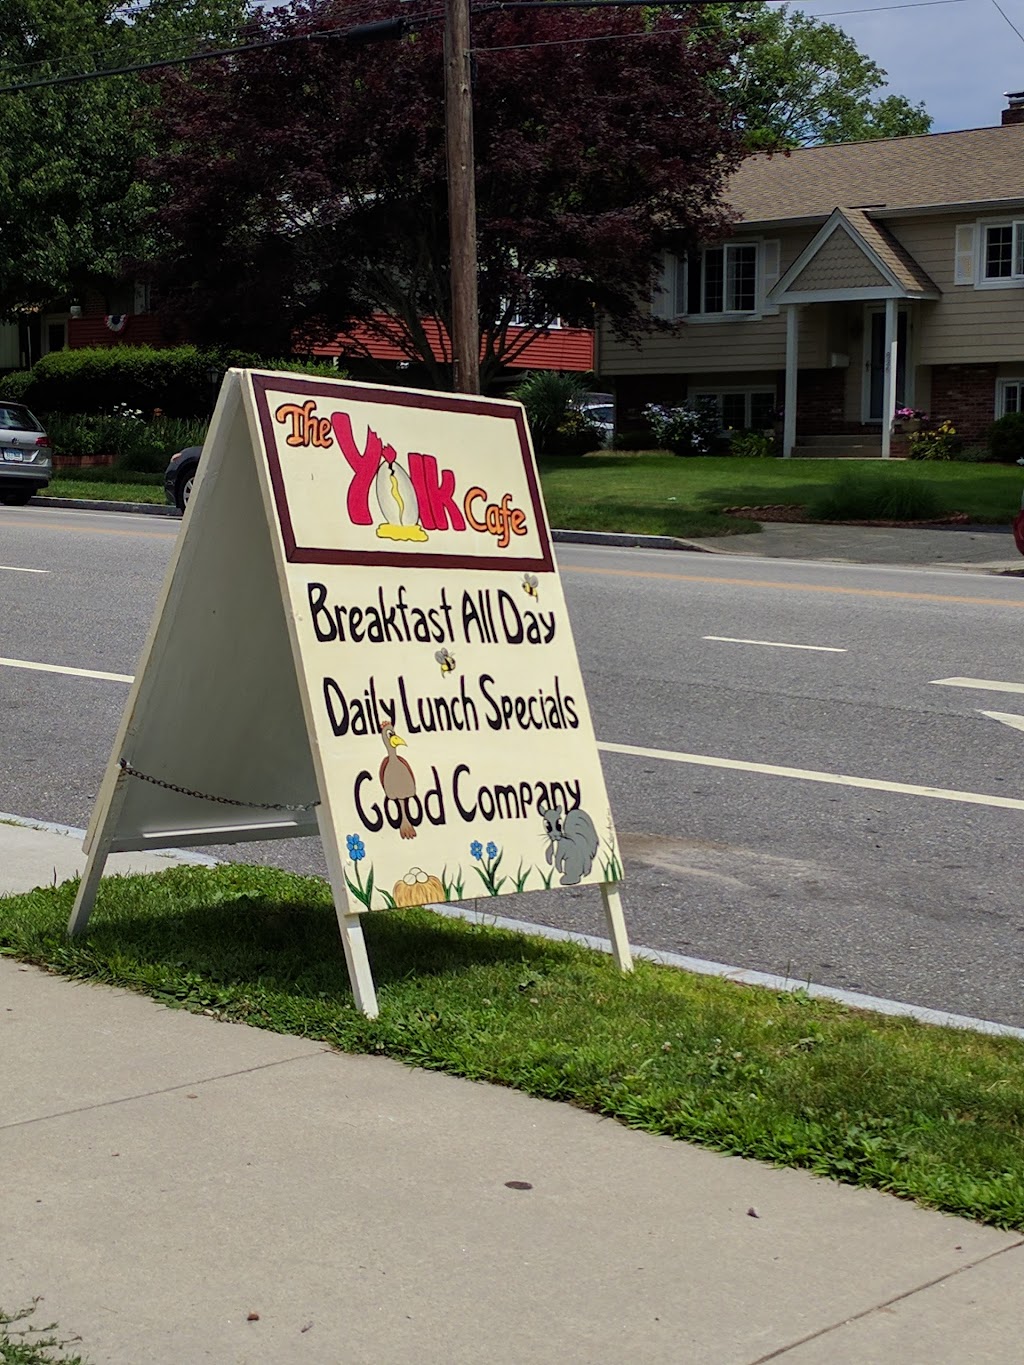 The Yolk Cafe
Breakfast All Day
Daily Lunch Specials
Good Company